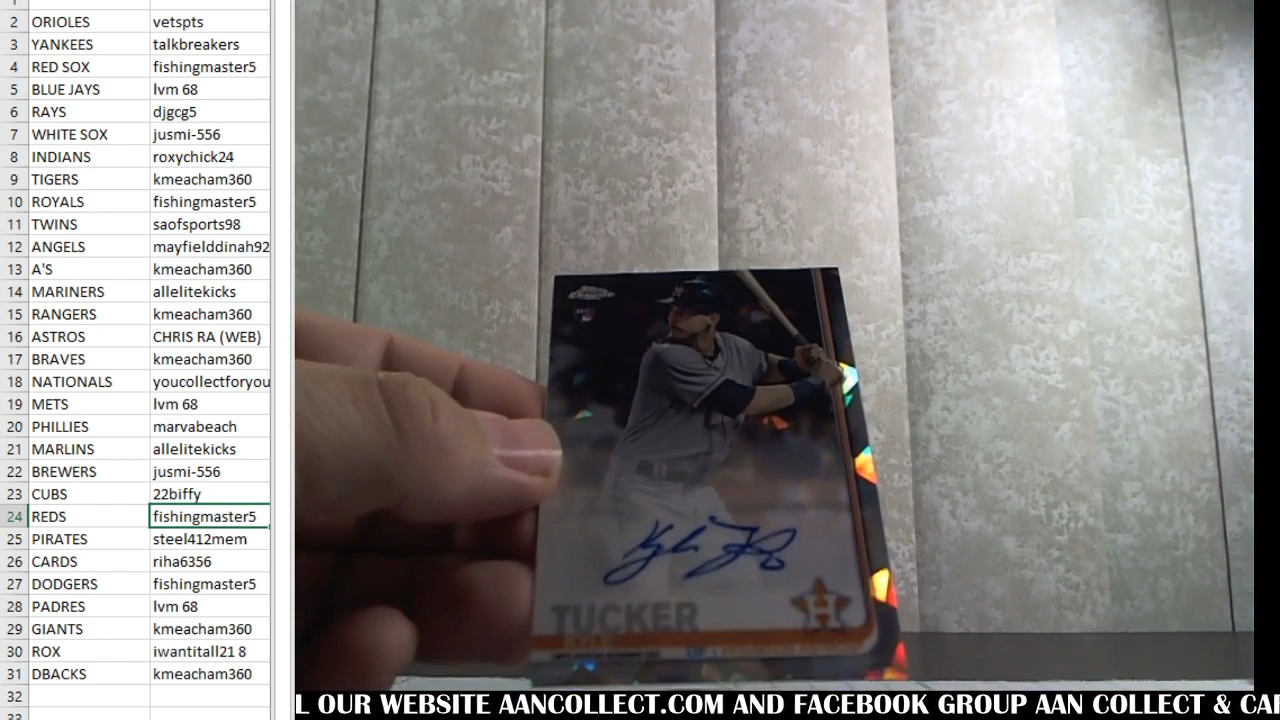 2 ORIOLES vetspts
3 YANKEES talkbreakers
4 RED SOX fishingmaster5
5 BLUE JAYS lvm 68
6 RAYS djgcg5
7 WHITE SOX jusmi-556
8 INDIANS roxychick24
9 TIGERS kmeacham360
10 ROYALS fishingmaster5
11 TWINS saofsports98
12 ANGELS mayfielddinah92
13 A'S kmeacham360
14 MARINERS allelitekicks
15 RANGERS kmeacham360
16 ASTROS CHRIS RA (WEB)
17 BRAVES kmeacham360
18 NATIONALS youcollectforyou
19 METS lvm 68
20 PHILLIES marvabeach
21 MARLINS allelitekicks
22 BREWERS jusmi-556
23 CUBS 22biffy
24 REDS fishingmaster5
25 PIRATES steel412mem
26 CARDS riha6356
27 DODGERS fishingmaster5
28 PADRES lvm 68
29 GIANTS kmeacham360
30 ROX iwantitall21 8
31 DBACKS kmeacham360
32
Chrome
TUCKER
KYLE
H
L OUR WEBSITE AANCOLLECT.COM AND FACEBOOK GROUP AAN COLLECT & CA